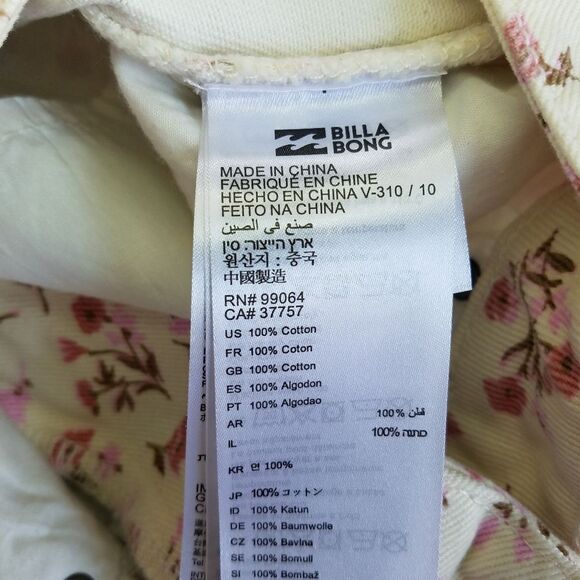 BILLA
BONG
MADE IN CHINA
FABRIQUÉ EN CHINE
HECHO EN CHINA V-310 / 10
FEITO NA CHINA
صنع في الصين
ארץ הייצור: סין
원산지 : 중국
中國製造
RN# 99064
CA# 37757
US 100% Cotton
FR 100% Coton
GB 100% Cotton
ES 100% Algodon
PT 100% Algodao
AR قطن 100%
IL 100% כותנה
KR 면 100%
JP 100% コットン
ID 100% Katun
DE 100% Baumwolle
CZ 100% Bavlna
SE 100% Bomull
SI 100% Bombaž